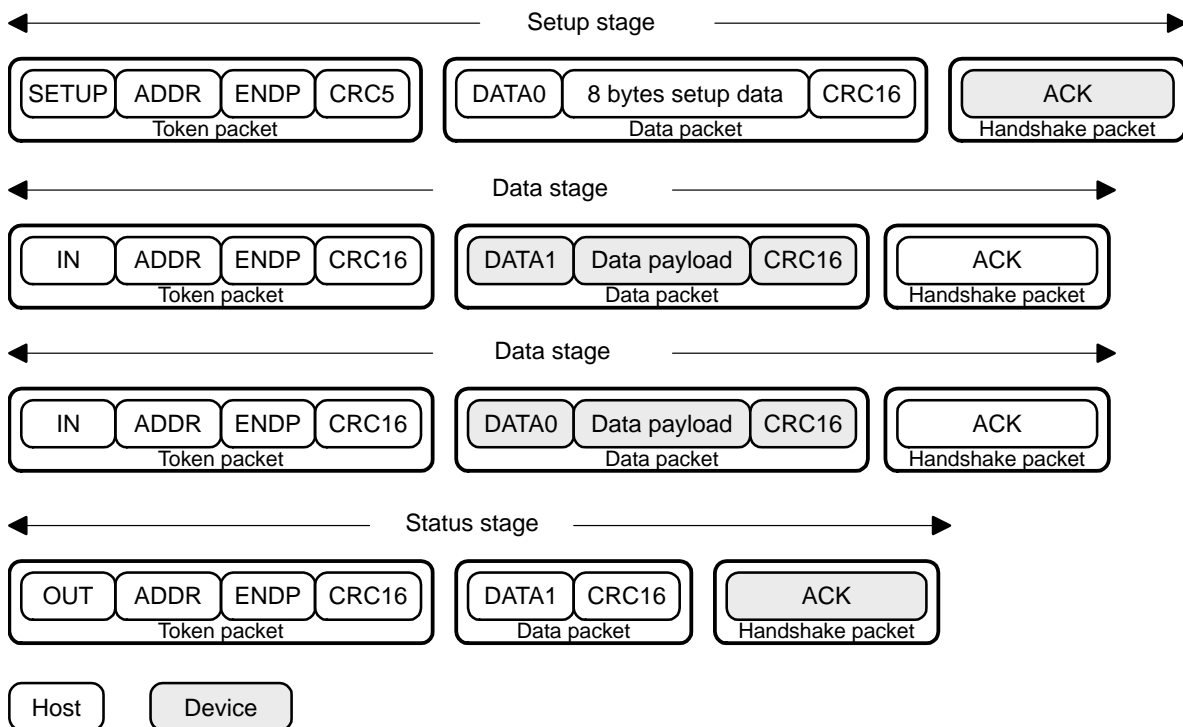 Setup stage
SETUP ADDR ENDP CRC5 DATA0 8 bytes setup data CRC16 ACK
Token packet Data packet Handshake packet
Data stage
IN ADDR ENDP CRC16 DATA1 Data payload CRC16 ACK
Token packet Data packet Handshake packet
Data stage
IN ADDR ENDP CRC16 DATA0 Data payload CRC16 ACK
Token packet Data packet Handshake packet
Status stage
OUT ADDR ENDP CRC16 DATA1 CRC16 ACK
Token packet Data packet Handshake packet
Host Device